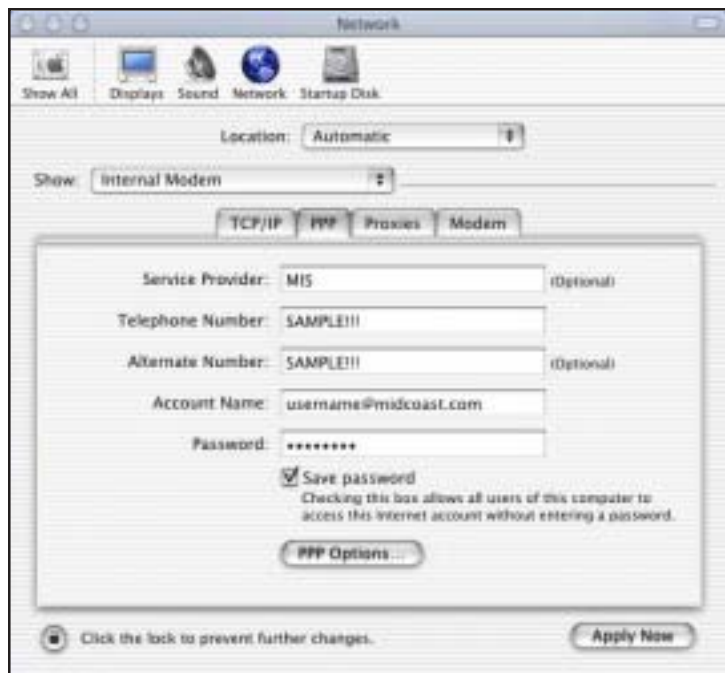 Network
Show All Displays Sound Network Startup Disk
Location: Automatic
Show: Internal Modem
TCP/IP PPP Proxies Modem
Service Provider: MIS (Optional)
Telephone Number: SAMPLE!!!
Alternate Number: SAMPLE!!! (Optional)
Account Name: username@midcoast.com
Password: ••••••••
Save password
Checking this box allows all users of this computer to
access this Internet account without entering a password.
PPP Options...
Click the lock to prevent further changes.
Apply Now